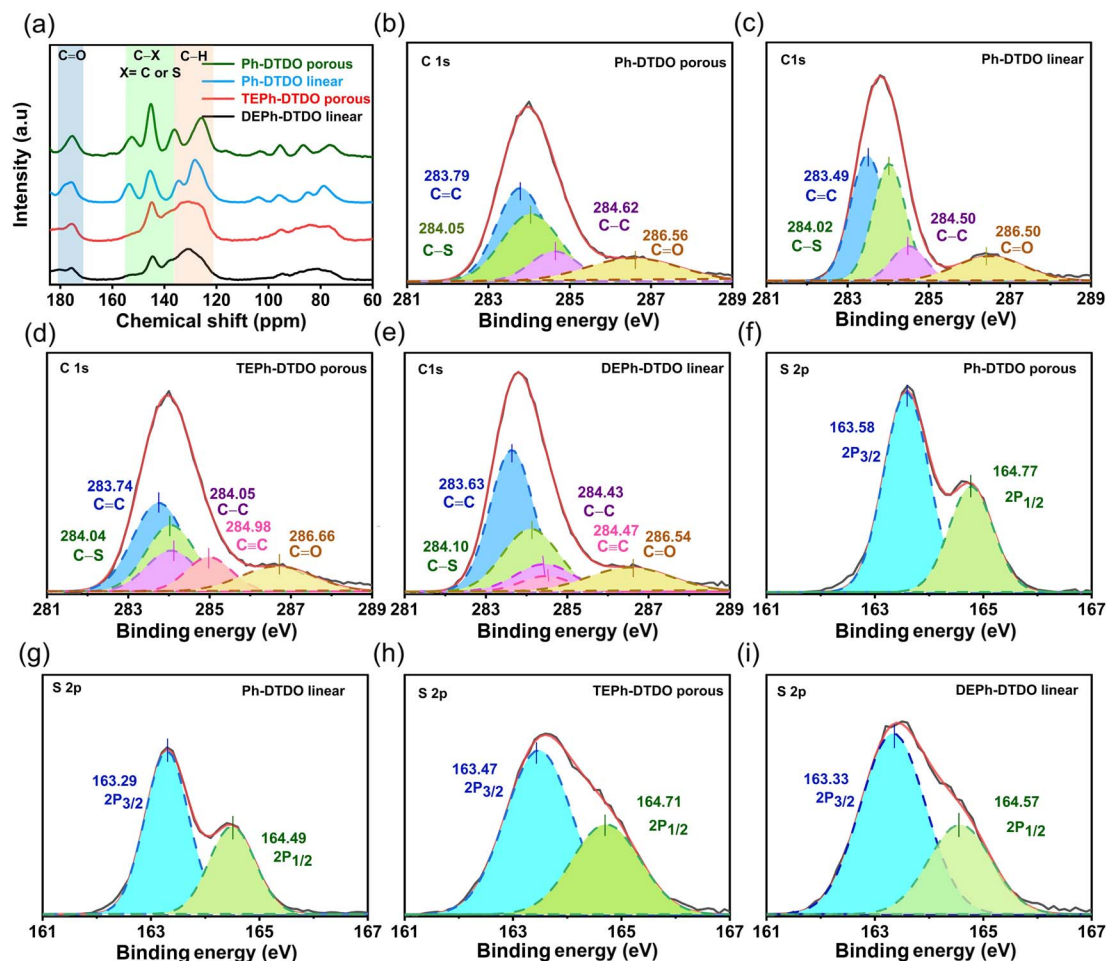 (a)
C=O
C–X
X= C or S
C–H
Ph-DTDO porous
Ph-DTDO linear
TEPh-DTDO porous
DEPh-DTDO linear
Intensity (a.u)
184 160 140 120 100 80 60
Chemical shift (ppm)
(b)
C 1s
Ph-DTDO porous
283.79
C=C
284.05
C–S
284.62
C–C
286.56
C=O
281 283 285 287 289
Binding energy (eV)
(c)
C1s
Ph-DTDO linear
283.49
C=C
284.02
C–S
284.50
C–C
286.50
C=O
281 283 285 287 289
Binding energy (eV)
(d)
C 1s
TEPh-DTDO porous
283.74
C=C
284.04
C–S
284.05
C–C
284.98
C≡C
286.66
C=O
281 283 285 287 289
Binding energy (eV)
(e)
C1s
DEPh-DTDO linear
283.63
C=C
284.10
C–S
284.43
C–C
284.47
C≡C
286.54
C=O
281 283 285 287 289
Binding energy (eV)
(f)
S 2p
Ph-DTDO porous
163.58
2P3/2
164.77
2P1/2
161 163 165 167
Binding energy (eV)
(g)
S 2p
Ph-DTDO linear
163.29
2P3/2
164.49
2P1/2
161 163 165 167
Binding energy (eV)
(h)
S 2p
TEPh-DTDO porous
163.47
2P3/2
164.71
2P1/2
161 163 165 167
Binding energy (eV)
(i)
S 2p
DEPh-DTDO linear
163.33
2P3/2
164.57
2P1/2
161 163 165 167
Binding energy (eV)